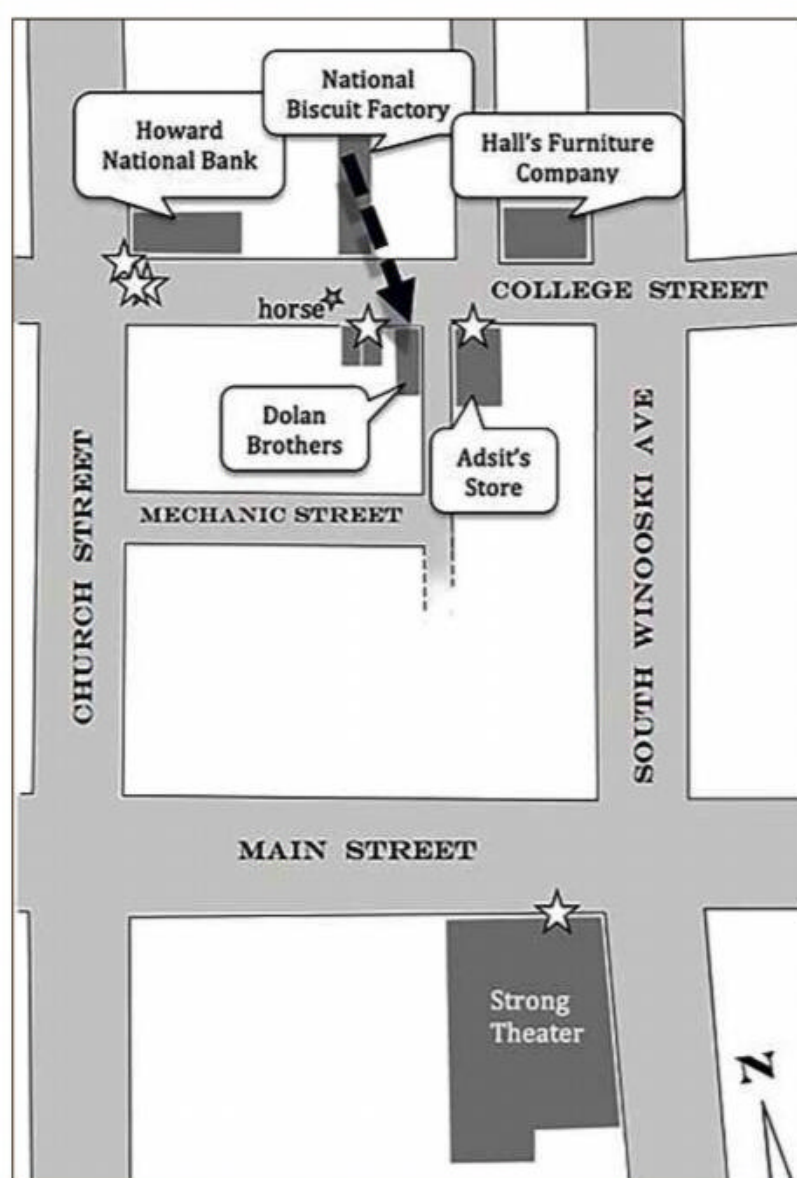 National
Biscuit Factory
Howard
National Bank
Hall's Furniture
Company
COLLEGE STREET
horse
Dolan
Brothers
Adsit's
Store
MECHANIC STREET
CHURCH STREET
SOUTH WINOOSKI AVE
MAIN STREET
Strong
Theater
N